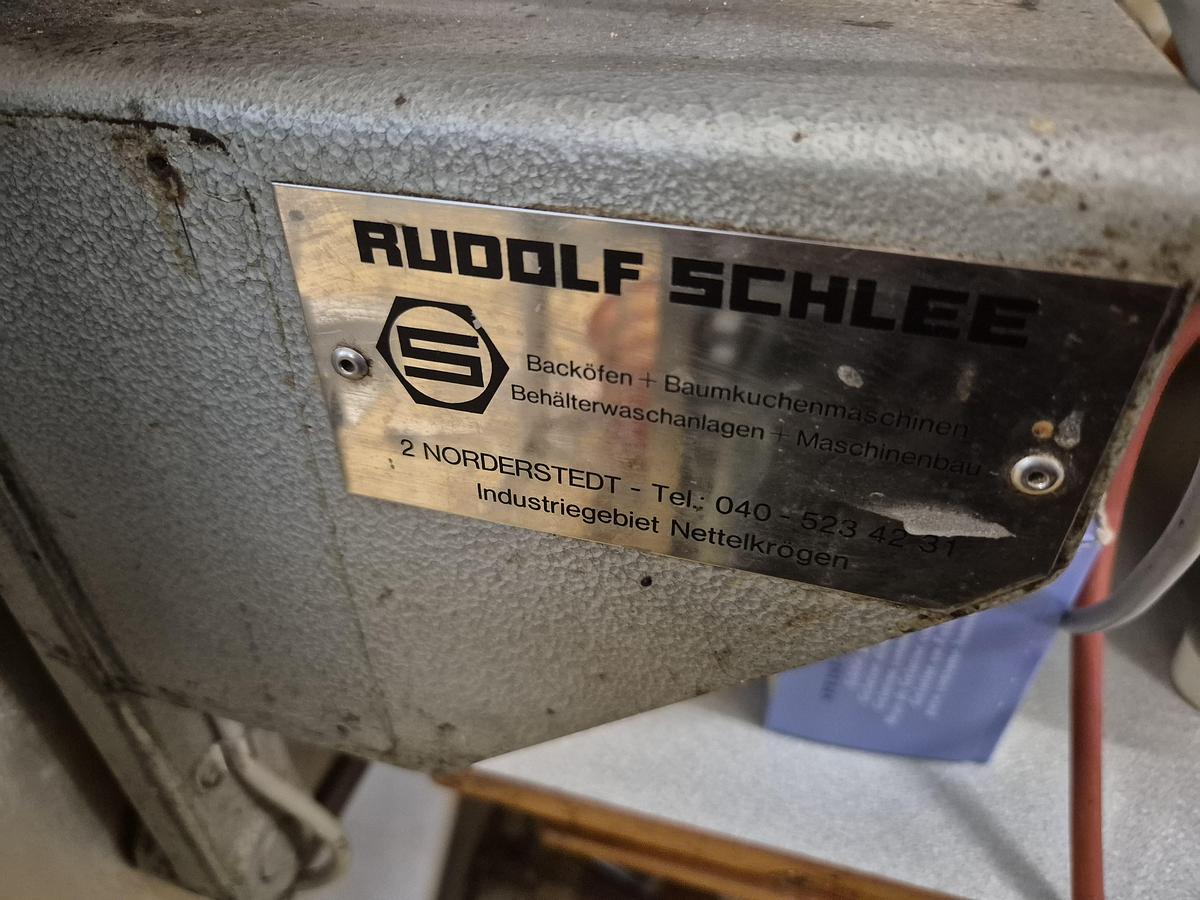 RUDOLF SCHLEE
S
Backöfen + Baumkuchenmaschinen
Behälterwaschanlagen + Maschinenbau
2 NORDERSTEDT - Tel.: 040 - 523 42 31
Industriegebiet Nettelkrögen